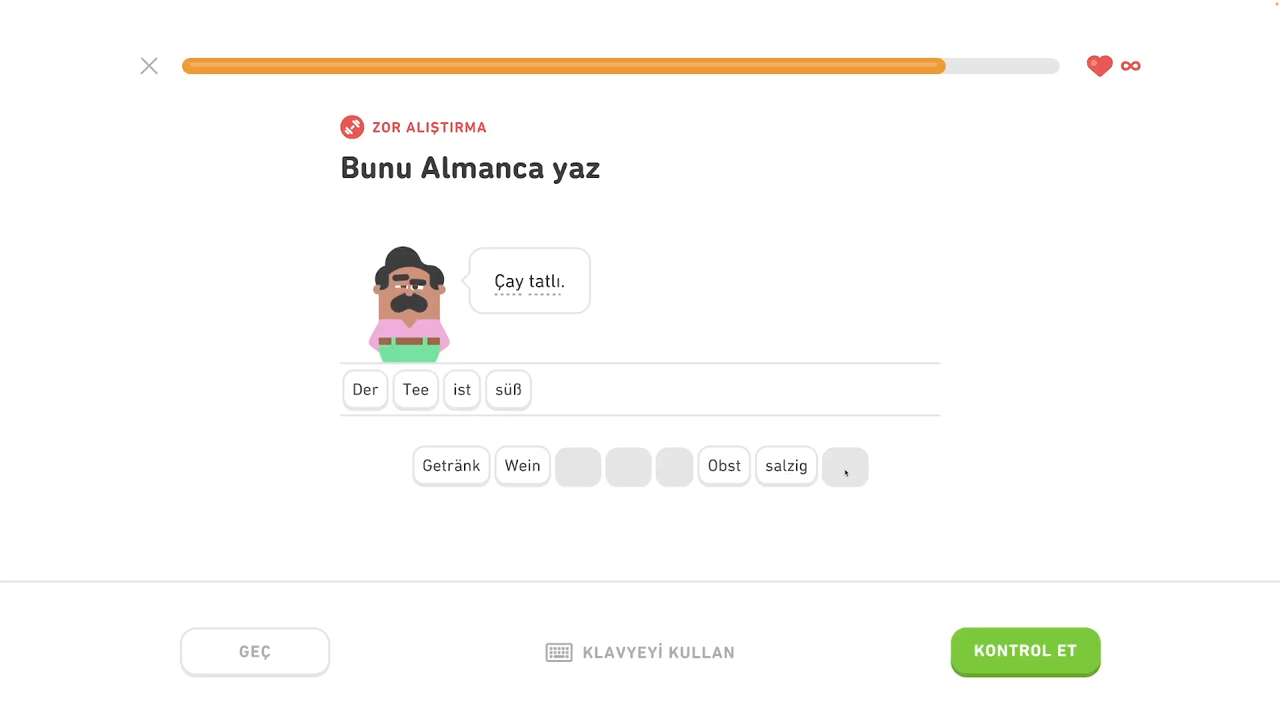 ZOR ALIŞTIRMA
Bunu Almanca yaz
Çay tatlı.
Der Tee ist süß
Getränk Wein Obst salzig
GEÇ KLAVYEYİ KULLAN KONTROL ET